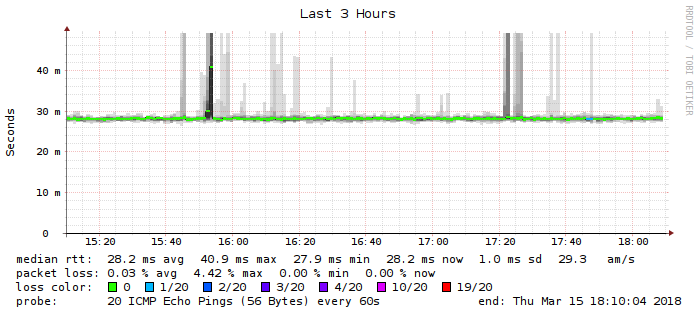 Last 3 Hours
RRDTOOL / TOBI OETIKER
Seconds
40 m
30 m
20 m
10 m
0
15:20 15:40 16:00 16:20 16:40 17:00 17:20 17:40 18:00
median rtt: 28.2 ms avg 40.9 ms max 27.9 ms min 28.2 ms now 1.0 ms sd 29.3 am/s
packet loss: 0.03 % avg 4.42 % max 0.00 % min 0.00 % now
loss color: 0 1/20 2/20 3/20 4/20 10/20 19/20
probe: 20 ICMP Echo Pings (56 Bytes) every 60s end: Thu Mar 15 18:10:04 2018